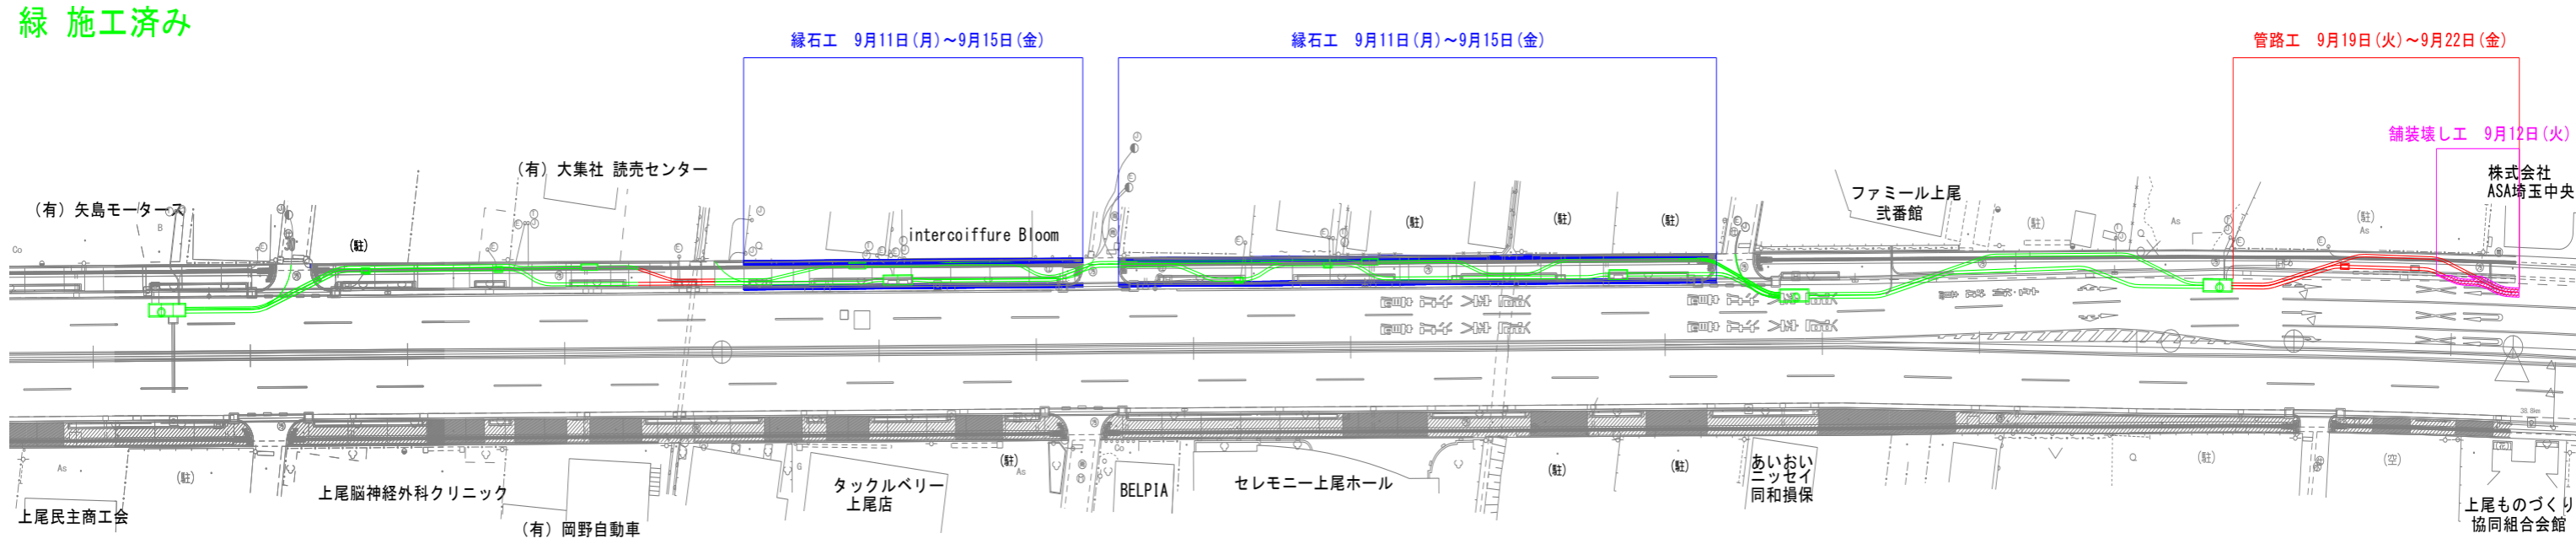 緑 施工済み
縁石工 9月11日(月)～9月15日(金)
縁石工 9月11日(月)～9月15日(金)
管路工 9月19日(火)～9月22日(金)
舗装壊し工 9月12日(火)
(有) 大集社 読売センター
(有) 矢島モータース
ファミール上尾
弐番館
株式会社
ASA埼玉中央
intercoiffure Bloom
(駐)
(駐)
(駐)
(駐)
(駐)
(駐)
Co
B
As
As
38.8km
As
(駐)
上尾民主商工会
上尾脳神経外科クリニック
(有) 岡野自動車
G
タックルベリー
上尾店
(駐)
As
Co
BELPIA
セレモニー上尾ホール
(駐)
(駐)
あいおい
ニッセイ
同和損保
(駐)
(空)
上尾ものづくり
協同組合会館